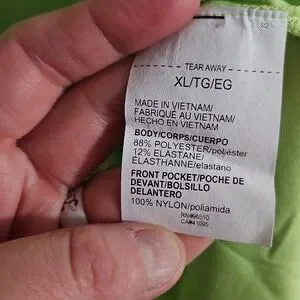 TEAR AWAY
XL/TG/EG
MADE IN VIETNAM/
FABRIQUÉ AU VIETNAM/
HECHO EN VIETNAM
BODY/CORPS/CUERPO
88% POLYESTER/poliéster
12% ELASTANE/
ÉLASTHANNE/elastano
FRONT POCKET/POCHE DE
DEVANT/BOLSILLO
DELANTERO
100% NYLON/poliamida